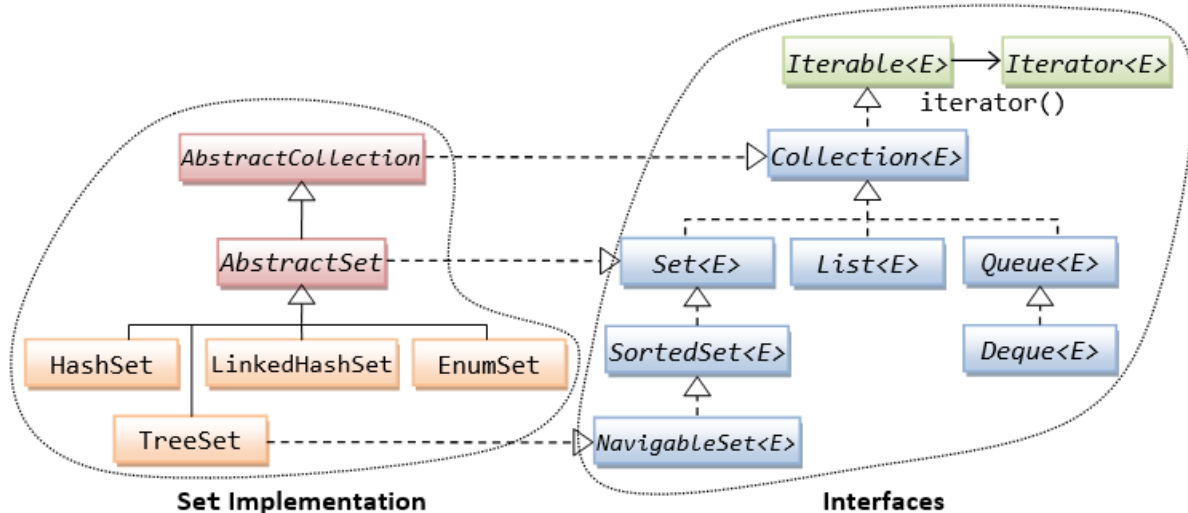 Iterable<E>
Iterator<E>
iterator()
AbstractCollection
Collection<E>
AbstractSet
Set<E>
List<E>
Queue<E>
HashSet
LinkedHashSet
EnumSet
SortedSet<E>
Deque<E>
TreeSet
NavigableSet<E>
Set Implementation
Interfaces